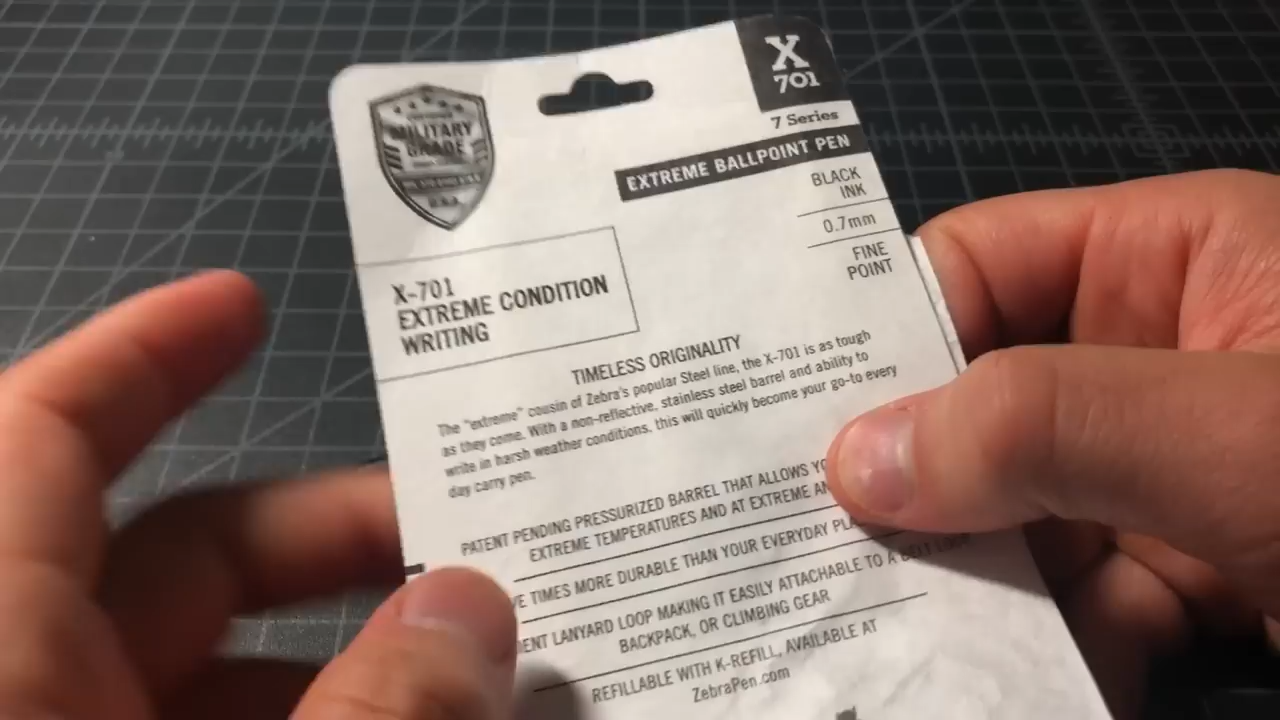 MILITARY
GRADE
X
701
7 Series
EXTREME BALLPOINT PEN
BLACK
INK
0.7mm
FINE
POINT
X-701
EXTREME CONDITION
WRITING
TIMELESS ORIGINALITY
The "extreme" cousin of Zebra's popular Steel line, the X-701 is as tough
as they come. With a non-reflective, stainless steel barrel and ability to
write in harsh weather conditions, this will quickly become your go-to every
day carry pen.
PATENT PENDING PRESSURIZED BARREL THAT ALLOWS
EXTREME TEMPERATURES AND AT EXTREME
TIMES MORE DURABLE THAN YOUR EVERYDAY
LANYARD LOOP MAKING IT EASILY ATTACHABLE TO A BELT LOOP
BACKPACK, OR CLIMBING GEAR
REFILLABLE WITH K-REFILL, AVAILABLE AT
ZebraPen.com